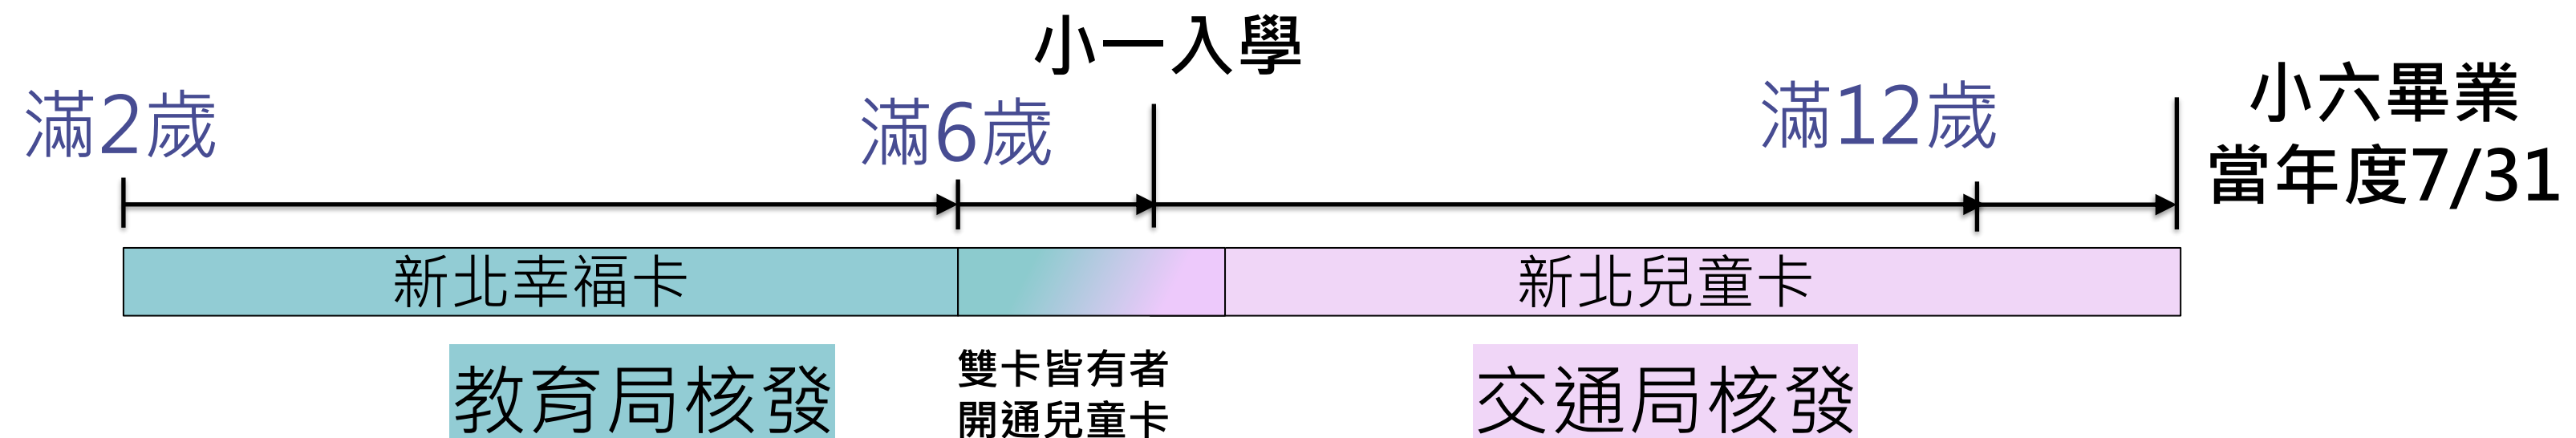 小一入學
滿2歲
滿6歲
滿12歲
小六畢業
當年度7/31
新北幸福卡
新北兒童卡
教育局核發
雙卡皆有者
開通兒童卡
交通局核發